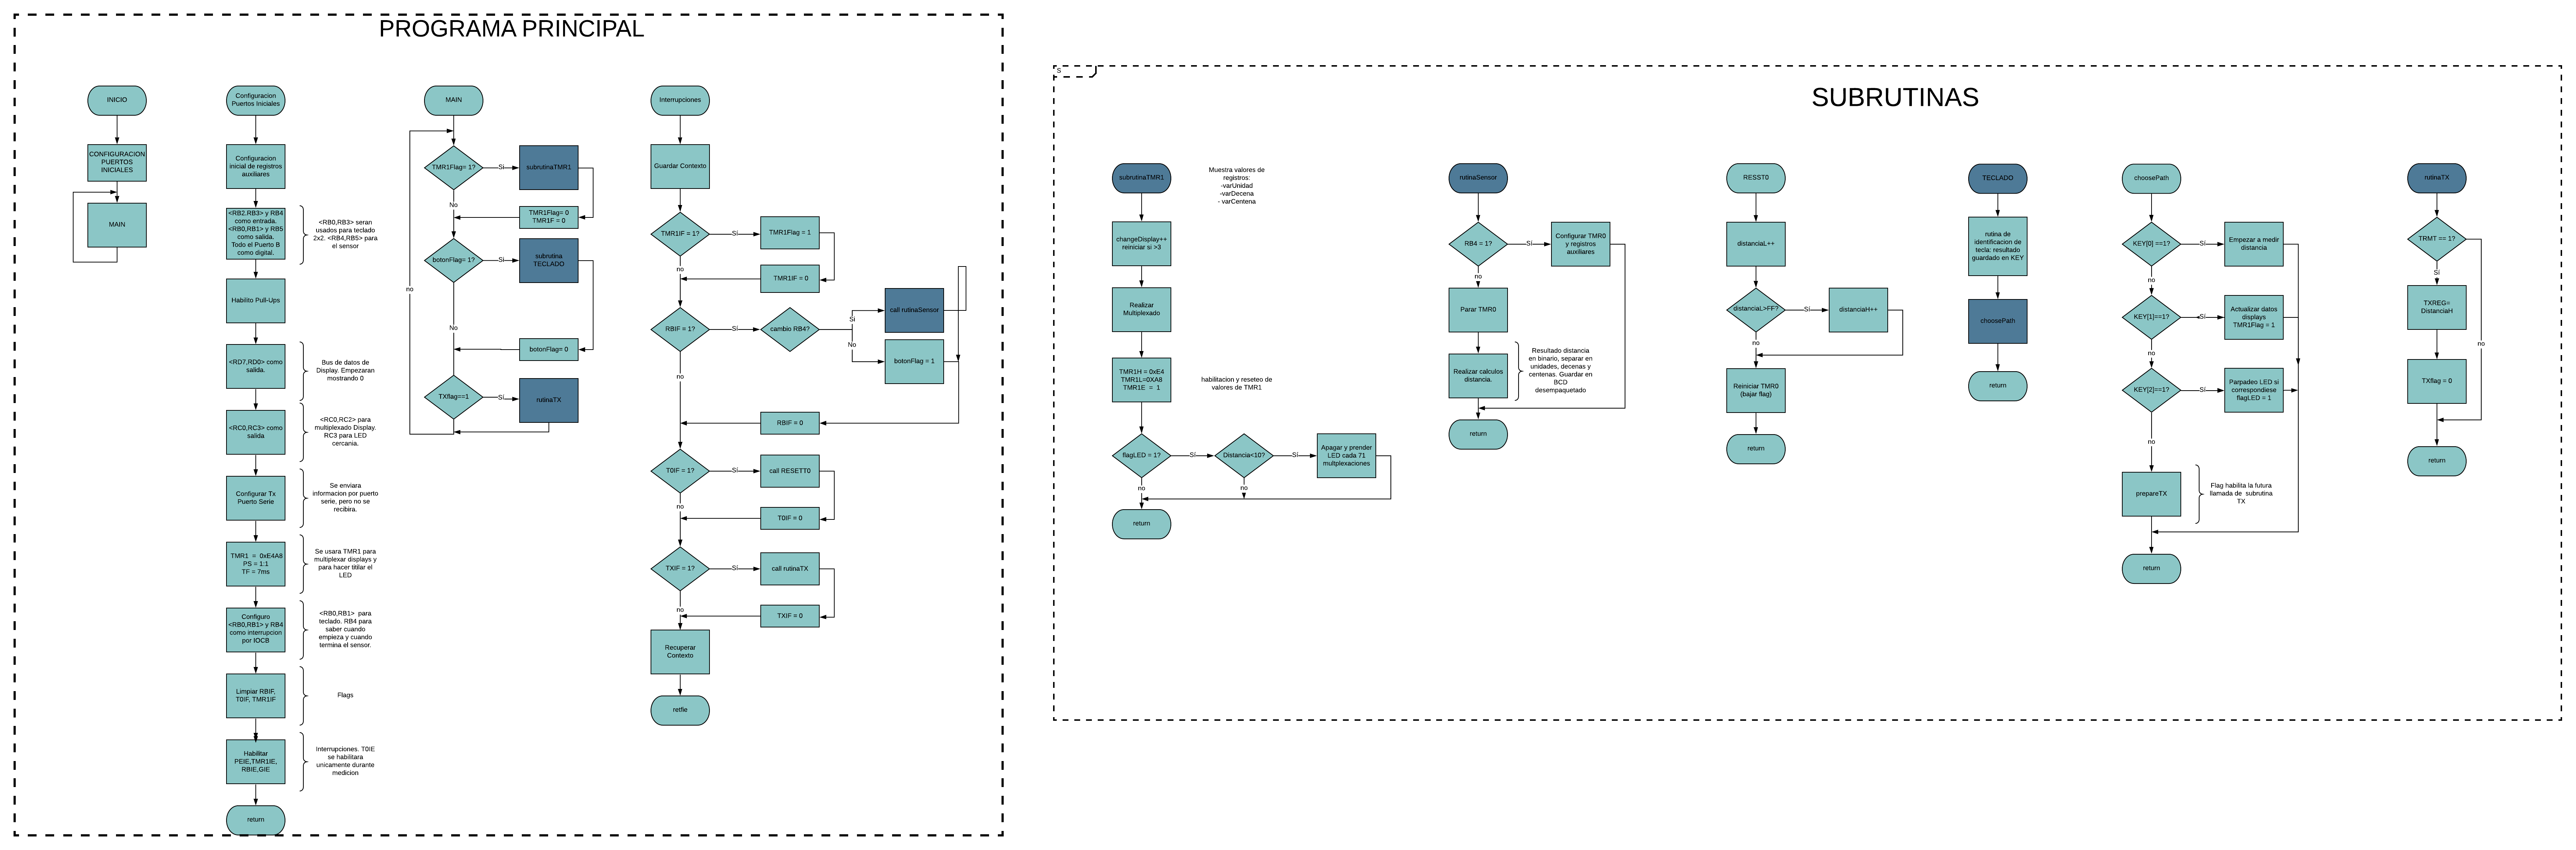 PROGRAMA PRINCIPAL
INICIO
CONFIGURACION
PUERTOS
INICIALES
MAIN
Configuracion
Puertos Iniciales
Configuracion
inicial de registros
auxiliares
<RB2,RB3> y RB4
como entrada.
<RB0,RB1> y RB5
como salida.
Todo el Puerto B
como digital.
<RB0,RB3> seran
usados para teclado
2x2. <RB4,RB5> para
el sensor
Habilito Pull-Ups
<RD7,RD0> como
salida.
Bus de datos de
Display. Empezaran
mostrando 0
<RC0,RC3> como
salida
<RC0,RC2> para
multiplexado Display.
RC3 para LED
cercania.
Configurar Tx
Puerto Serie
Se enviara
informacion por puerto
serie, pero no se
recibira.
TMR1 = 0xE4A8
PS = 1:1
TF = 7ms
Se usara TMR1 para
multiplexar displays y
para hacer titilar el
LED
Configuro
<RB0,RB1> y RB4
como interrupcion
por IOCB
<RB0,RB1> para
teclado. RB4 para
saber cuando
empieza y cuando
termina el sensor.
Limpiar RBIF,
T0IF, TMR1IF
Flags
Habilitar
PEIE,TMR1IE,
RBIE,GIE
Interrupciones. T0IE
se habilitara
unicamente durante
medicion
return
MAIN
TMR1Flag= 1?
Si
subrutinaTMR1
No
TMR1Flag= 0
TMR1F = 0
botonFlag= 1?
Si
subrutina
TECLADO
no
No
botonFlag= 0
TXflag==1
Sí
rutinaTX
Interrupciones
Guardar Contexto
TMR1IF = 1?
Sí
TMR1Flag = 1
no
TMR1IF = 0
RBIF = 1?
Sí
cambio RB4?
Si
call rutinaSensor
No
botonFlag = 1
no
RBIF = 0
T0IF = 1?
Sí
call RESETT0
no
T0IF = 0
TXIF = 1?
Sí
call rutinaTX
no
TXIF = 0
Recuperar
Contexto
retfie
S
SUBRUTINAS
subrutinaTMR1
Muestra valores de
registros:
-varUnidad
-varDecena
- varCentena
changeDisplay++
reiniciar si >3
Realizar
Multiplexado
TMR1H = 0xE4
TMR1L=0XA8
TMR1E = 1
habilitacion y reseteo de
valores de TMR1
flagLED = 1?
Sí
Distancia<10?
Sí
Apagar y prender
LED cada 71
multplexaciones
no
no
return
rutinaSensor
RB4 = 1?
Sí
Configurar TMR0
y registros
auxiliares
no
Parar TMR0
Realizar calculos
distancia.
Resultado distancia
en binario, separar en
unidades, decenas y
centenas. Guardar en
BCD
desempaquetado
return
RESST0
distanciaL++
distanciaL>FF?
Sí
distanciaH++
no
Reiniciar TMR0
(bajar flag)
return
TECLADO
rutina de
identificacion de
tecla: resultado
guardado en KEY
choosePath
return
choosePath
KEY[0] ==1?
Sí
Empezar a medir
distancia
no
KEY[1]==1?
Sí
Actualizar datos
displays
TMR1Flag = 1
no
KEY[2]==1?
Sí
Parpadeo LED si
correspondiese
flagLED = 1
no
prepareTX
Flag habilita la futura
llamada de subrutina
TX
return
rutinaTX
TRMT == 1?
Sí
no
TXREG=
DistanciaH
TXflag = 0
return